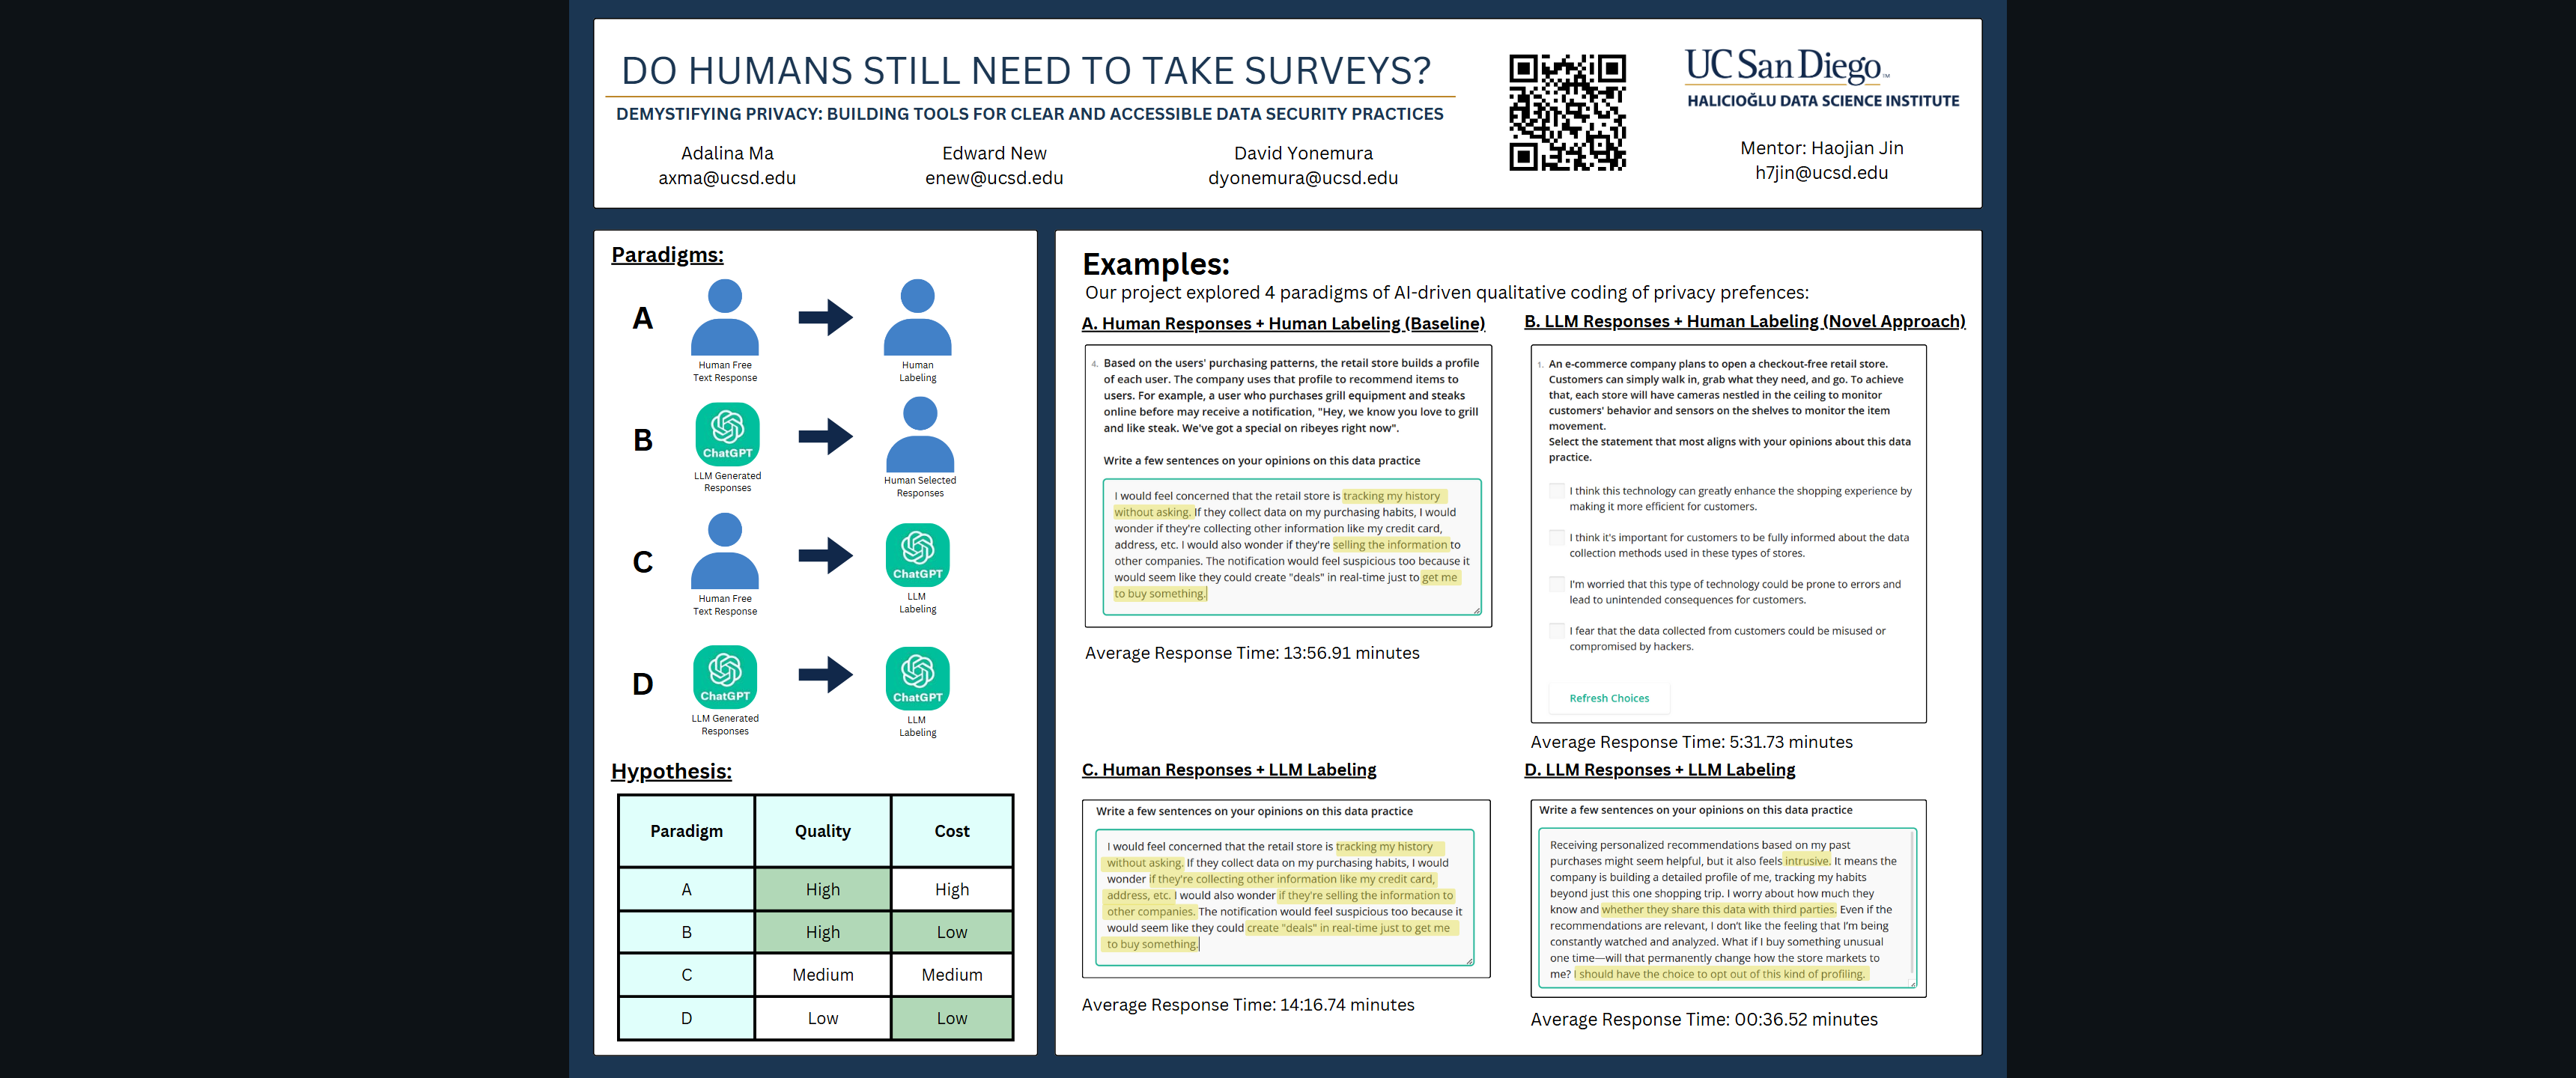 DO HUMANS STILL NEED TO TAKE SURVEYS?
DEMYSTIFYING PRIVACY: BUILDING TOOLS FOR CLEAR AND ACCESSIBLE DATA SECURITY PRACTICES
Adalina Ma
axma@ucsd.edu
Edward New
enew@ucsd.edu
David Yonemura
dyonemura@ucsd.edu
UC San Diego™
HALICIOĞLU DATA SCIENCE INSTITUTE
Mentor: Haojian Jin
h7jin@ucsd.edu
Paradigms:
A
Human Free
Text Response
Human
Labeling
B
ChatGPT
LLM Generated
Responses
Human Selected
Responses
C
Human Free
Text Response
ChatGPT
LLM
Labeling
D
ChatGPT
LLM Generated
Responses
ChatGPT
LLM
Labeling
Hypothesis:
Paradigm Quality Cost
A High High
B High Low
C Medium Medium
D Low Low
Examples:
Our project explored 4 paradigms of AI-driven qualitative coding of privacy prefences:
A. Human Responses + Human Labeling (Baseline)
4. Based on the users' purchasing patterns, the retail store builds a profile
of each user. The company uses that profile to recommend items to
users. For example, a user who purchases grill equipment and steaks
online before may receive a notification, "Hey, we know you love to grill
and like steak. We've got a special on ribeyes right now".
Write a few sentences on your opinions on this data practice
I would feel concerned that the retail store is tracking my history
without asking. If they collect data on my purchasing habits, I would
wonder if they're collecting other information like my credit card,
address, etc. I would also wonder if they're selling the information to
other companies. The notification would feel suspicious too because it
would seem like they could create "deals" in real-time just to get me
to buy something.
Average Response Time: 13:56.91 minutes
B. LLM Responses + Human Labeling (Novel Approach)
1. An e-commerce company plans to open a checkout-free retail store.
Customers can simply walk in, grab what they need, and go. To achieve
that, each store will have cameras nestled in the ceiling to monitor
customers' behavior and sensors on the shelves to monitor the item
movement.
Select the statement that most aligns with your opinions about this data
practice.
I think this technology can greatly enhance the shopping experience by
making it more efficient for customers.
I think it's important for customers to be fully informed about the data
collection methods used in these types of stores.
I'm worried that this type of technology could be prone to errors and
lead to unintended consequences for customers.
I fear that the data collected from customers could be misused or
compromised by hackers.
Refresh Choices
Average Response Time: 5:31.73 minutes
C. Human Responses + LLM Labeling
Write a few sentences on your opinions on this data practice
I would feel concerned that the retail store is tracking my history
without asking. If they collect data on my purchasing habits, I would
wonder if they're collecting other information like my credit card,
address, etc. I would also wonder if they're selling the information to
other companies. The notification would feel suspicious too because it
would seem like they could create "deals" in real-time just to get me
to buy something.
Average Response Time: 14:16.74 minutes
D. LLM Responses + LLM Labeling
Write a few sentences on your opinions on this data practice
Receiving personalized recommendations based on my past
purchases might seem helpful, but it also feels intrusive. It means the
company is building a detailed profile of me, tracking my habits
beyond just this one shopping trip. I worry about how much they
know and whether they share this data with third parties. Even if the
recommendations are relevant, I don't like the feeling that I'm being
constantly watched and analyzed. What if I buy something unusual
one time—will that permanently change how the store markets to
me? I should have the choice to opt out of this kind of profiling.
Average Response Time: 00:36.52 minutes